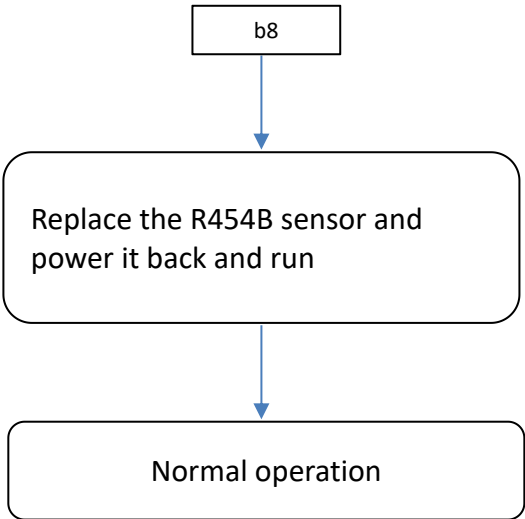 b8
Replace the R454B sensor and
power it back and run
Normal operation